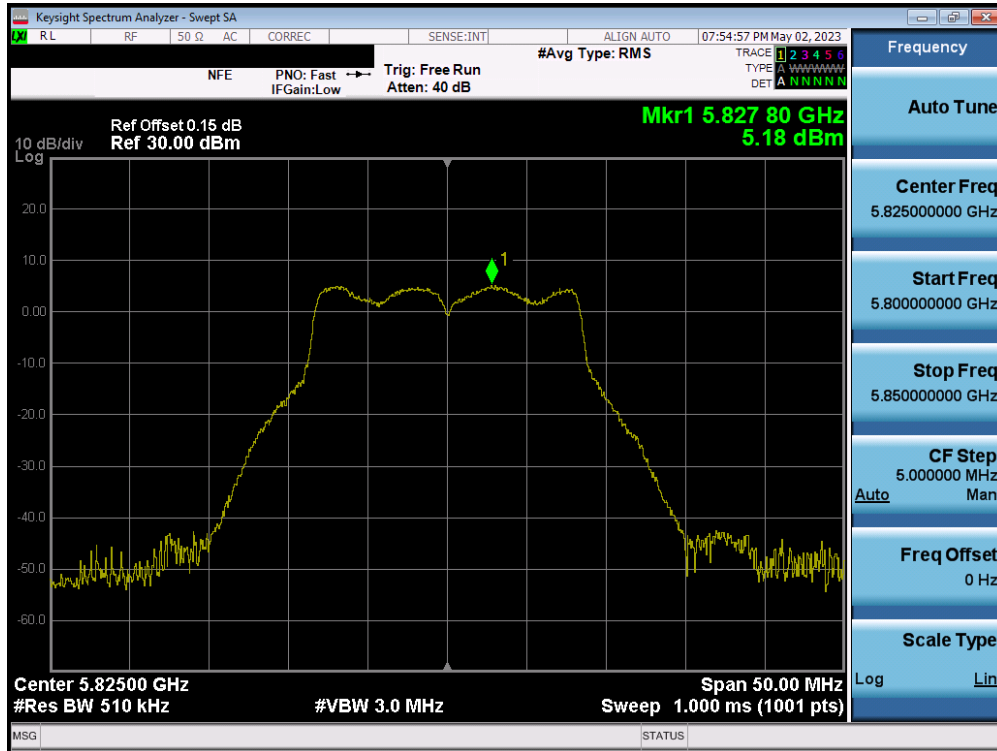 Keysight Spectrum Analyzer - Swept SA
LXI RL RF 50 Ω AC CORREC SENSE:INT ALIGN AUTO 07:54:57 PM May 02, 2023
Frequency
NFE
PNO: Fast
IFGain:Low
Trig: Free Run
Atten: 40 dB
#Avg Type: RMS
TRACE 1 2 3 4 5 6
TYPE A WWWWW
DET A N N N N N
Auto Tune
Mkr1 5.827 80 GHz
5.18 dBm
Ref Offset 0.15 dB
Ref 30.00 dBm
10 dB/div
Log
20.0
10.0
0.00
-10.0
-20.0
-30.0
-40.0
-50.0
-60.0
1
Center Freq
5.825000000 GHz
Start Freq
5.800000000 GHz
Stop Freq
5.850000000 GHz
CF Step
5.000000 MHz
Auto Man
Freq Offset
0 Hz
Scale Type
Log Lin
Center 5.82500 GHz Span 50.00 MHz
#Res BW 510 kHz #VBW 3.0 MHz Sweep 1.000 ms (1001 pts)
MSG STATUS